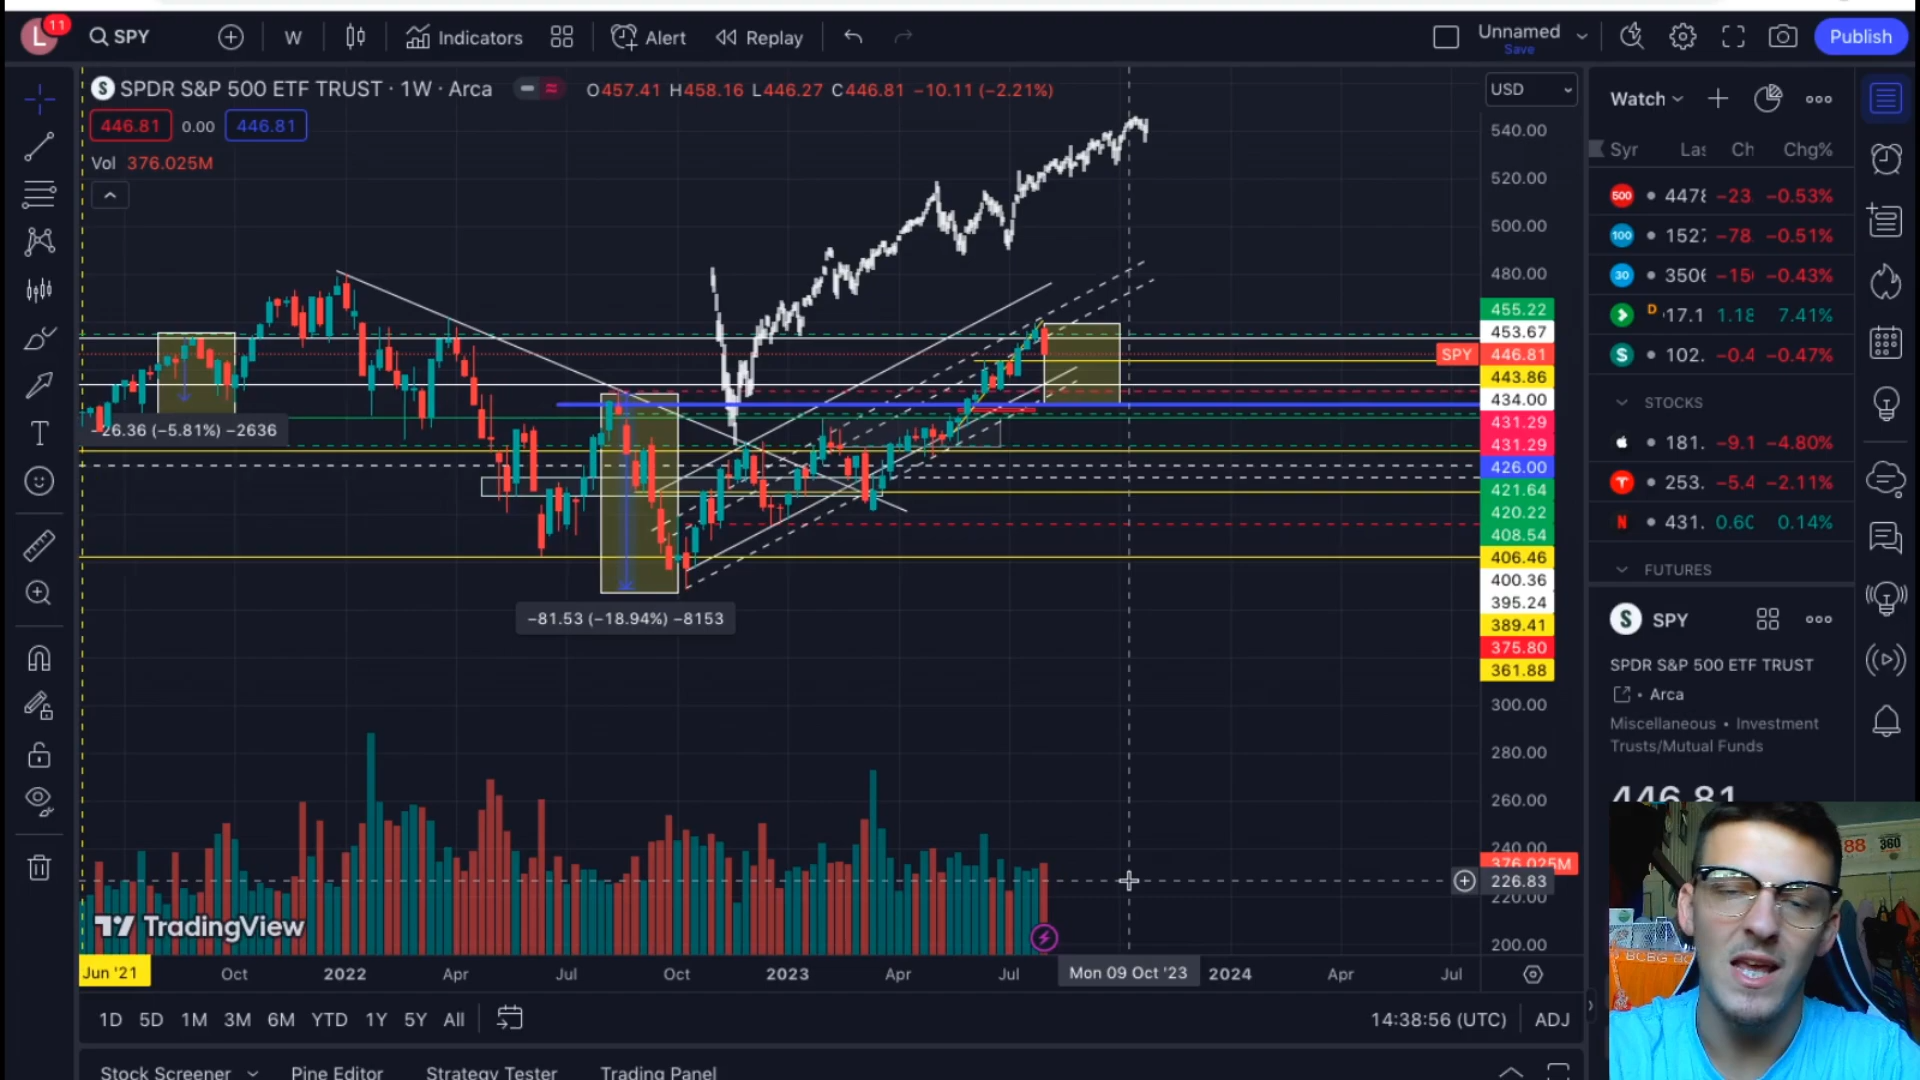 L 11 SPY W Indicators Alert Replay Unnamed Save Publish
S SPDR S&P 500 ETF TRUST · 1W · Arca O457.41 H458.16 L446.27 C446.81 −10.11 (−2.21%)
446.81 0.00 446.81
Vol 376.025M
USD
540.00
520.00
500.00
480.00
455.22
453.67
SPY 446.81
443.86
434.00
431.29
431.29
426.00
421.64
420.22
408.54
406.46
400.36
395.24
389.41
375.80
361.88
300.00
280.00
260.00
240.00
376.025M
226.83
220.00
200.00
−26.36 (−5.81%) −2636
−81.53 (−18.94%) −8153
TradingView
Jun '21 Oct 2022 Apr Jul Oct 2023 Apr Jul Mon 09 Oct '23 2024 Apr Jul
1D 5D 1M 3M 6M YTD 1Y 5Y All 14:38:56 (UTC) ADJ
Stock Screener Pine Editor Strategy Tester Trading Panel
Watch
Syr Las Ch Chg%
500 4478 −23. −0.53%
100 1527 −78. −0.51%
30 3506 −150 −0.43%
D 17.1 1.18 7.41%
S 102. −0.4 −0.47%
STOCKS
181. −9.1 −4.80%
253. −5.4 −2.11%
N 431. 0.60 0.14%
FUTURES
S SPY
SPDR S&P 500 ETF TRUST
Arca
Miscellaneous • Investment
Trusts/Mutual Funds
446.81
88 360
BCBG